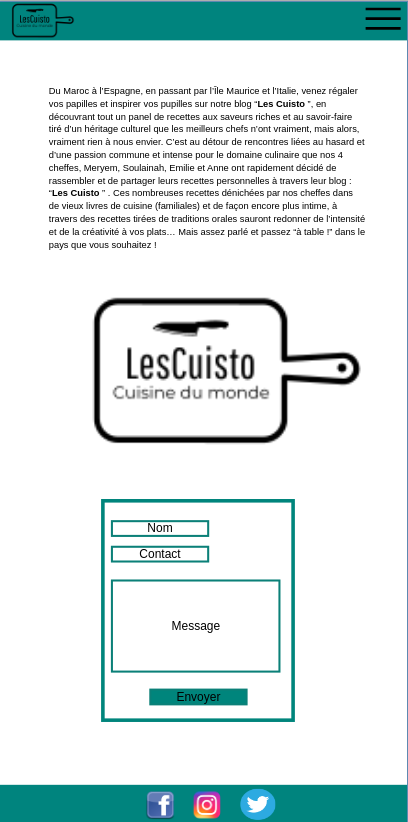 LesCuisto
Du Maroc à l'Espagne, en passant par l'Île Maurice et l'Italie, venez régaler
vos papilles et inspirer vos pupilles sur notre blog “Les Cuisto ”, en
découvrant tout un panel de recettes aux saveurs riches et au savoir-faire
tiré d'un héritage culturel que les meilleurs chefs n'ont vraiment, mais alors,
vraiment rien à nous envier. C'est au détour de rencontres liées au hasard et
d'une passion commune et intense pour le domaine culinaire que nos 4
cheffes, Meryem, Soulainah, Emilie et Anne ont rapidement décidé de
rassembler et de partager leurs recettes personnelles à travers leur blog :
“Les Cuisto ” . Ces nombreuses recettes dénichées par nos cheffes dans
de vieux livres de cuisine (familiales) et de façon encore plus intime, à
travers des recettes tirées de traditions orales sauront redonner de l'intensité
et de la créativité à vos plats… Mais assez parlé et passez “à table !” dans le
pays que vous souhaitez !
LesCuisto
Cuisine du monde
Nom
Contact
Message
Envoyer